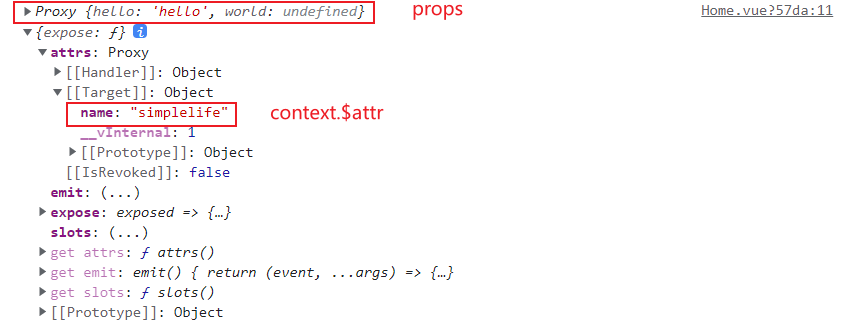 Proxy {hello: 'hello', world: undefined} props Home.vue?57da:11
{expose: ƒ} i
attrs: Proxy
[[Handler]]: Object
[[Target]]: Object
name: "simplelife" context.$attr
__vInternal: 1
[[Prototype]]: Object
[[IsRevoked]]: false
emit: (...)
expose: exposed => {…}
slots: (...)
get attrs: ƒ attrs()
get emit: emit() { return (event, ...args) => {…}
get slots: ƒ slots()
[[Prototype]]: Object